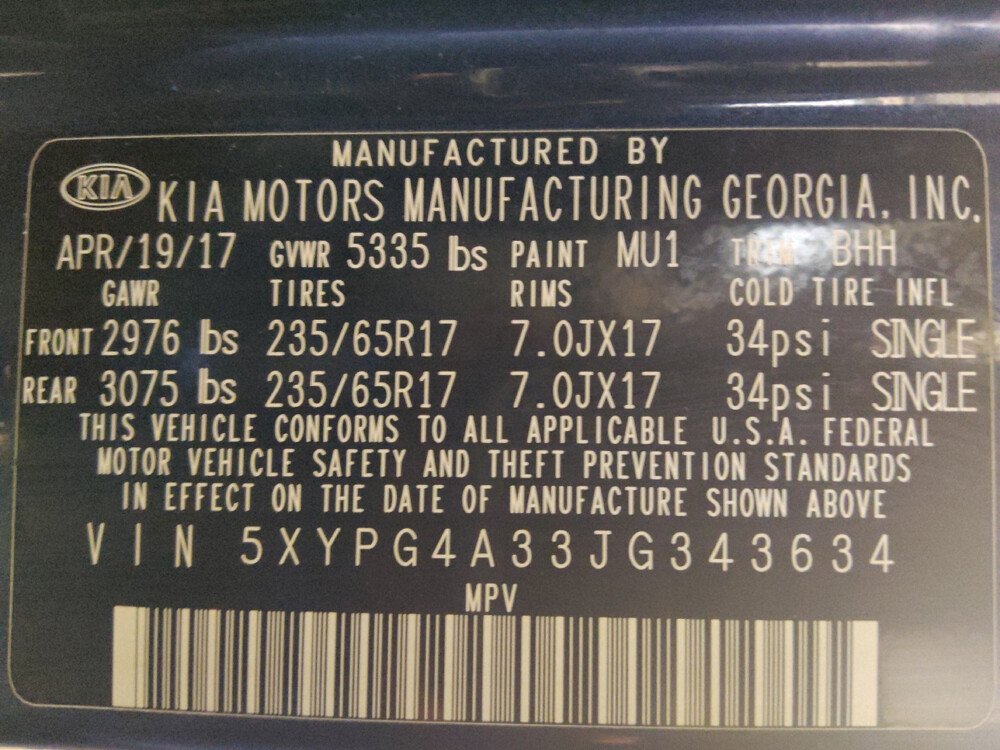 MANUFACTURED BY
KIA KIA MOTORS MANUFACTURING GEORGIA, INC.
APR/19/17 GVWR 5335 lbs PAINT MU1 TRIM BHH
GAWR TIRES RIMS COLD TIRE INFL
FRONT 2976 lbs 235/65R17 7.0JX17 34psi SINGLE
REAR 3075 lbs 235/65R17 7.0JX17 34psi SINGLE
THIS VEHICLE CONFORMS TO ALL APPLICABLE U.S.A. FEDERAL
MOTOR VEHICLE SAFETY AND THEFT PREVENTION STANDARDS
IN EFFECT ON THE DATE OF MANUFACTURE SHOWN ABOVE
VIN 5XYPG4A33JG343634
MPV